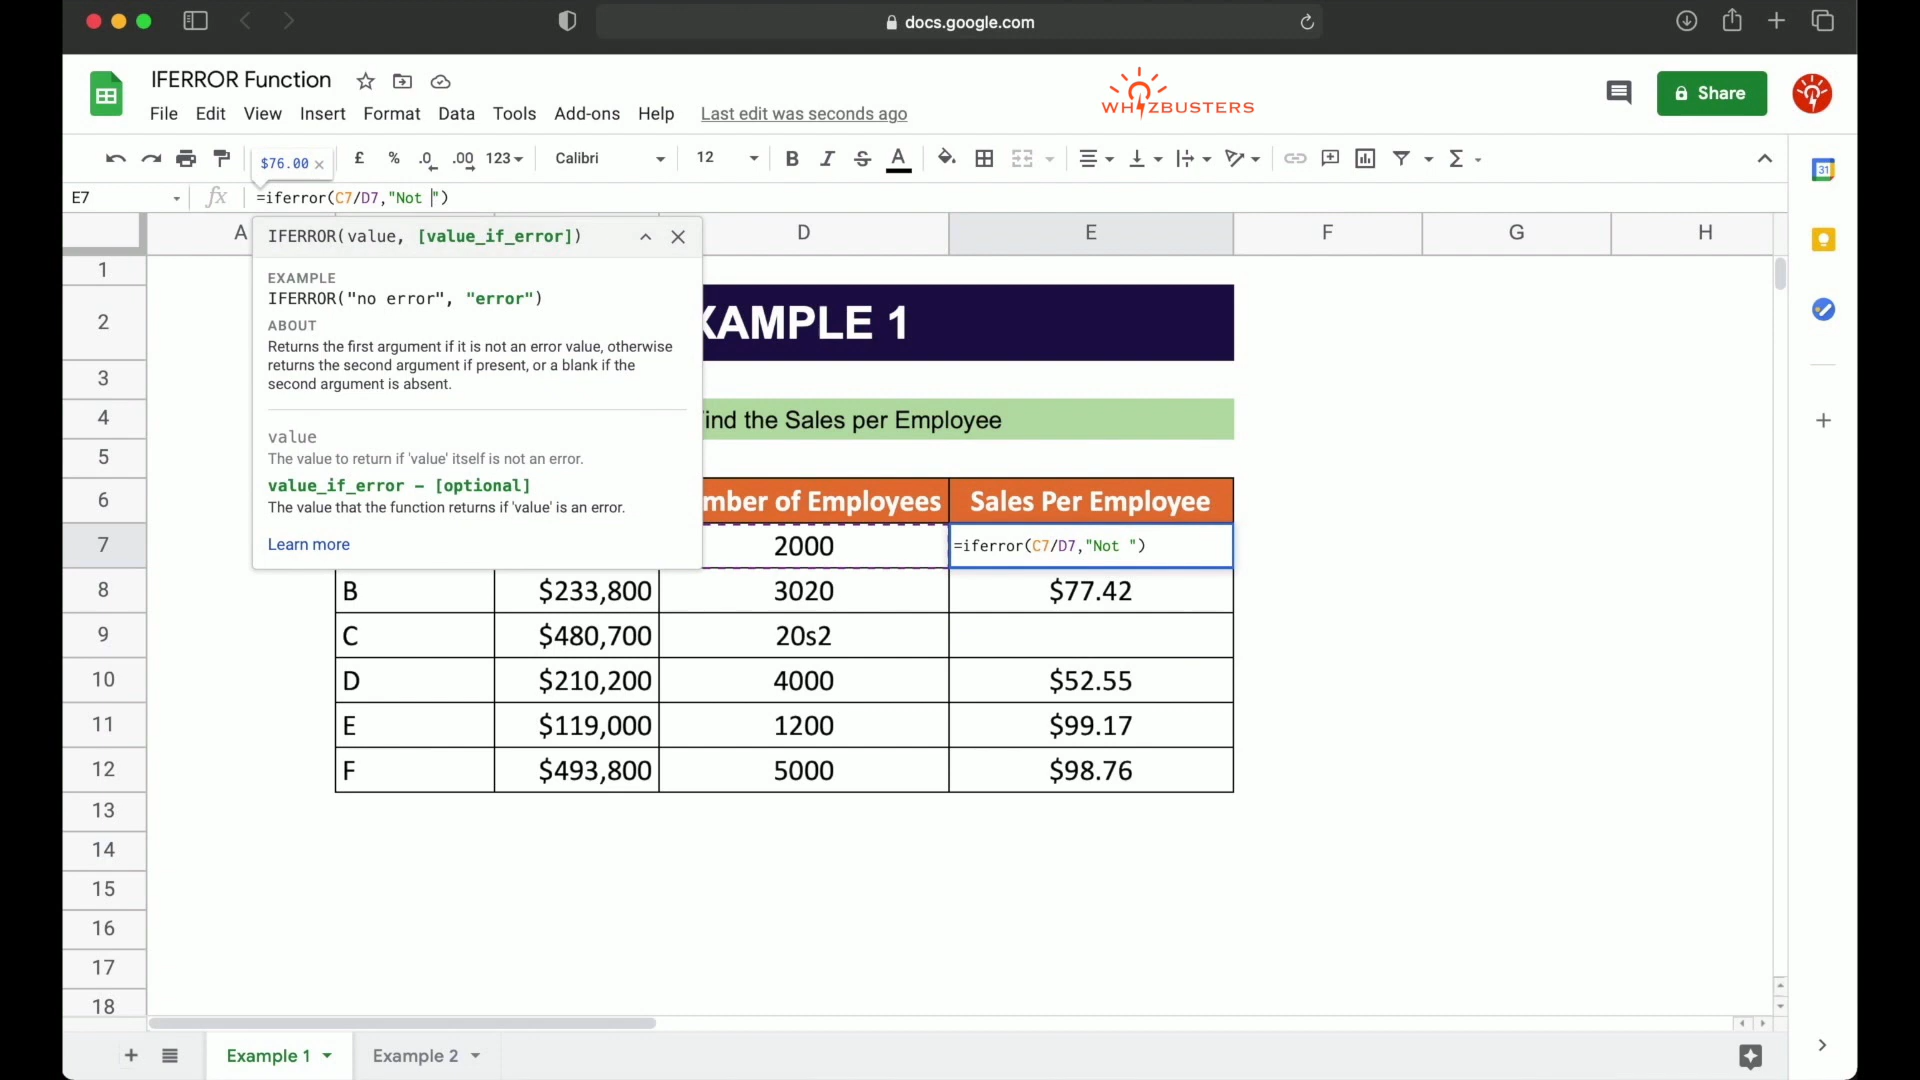 docs.google.com
IFERROR Function
WHIZBUSTERS
Share
File Edit View Insert Format Data Tools Add-ons Help Last edit was seconds ago
$76.00 × £ % .0 .00 123 Calibri 12 B I S A Σ
31
E7 fx =iferror(C7/D7,"Not ")
A D E F G H
IFERROR(value, [value_if_error])
EXAMPLE
IFERROR("no error", "error")
ABOUT
Returns the first argument if it is not an error value, otherwise
returns the second argument if present, or a blank if the
second argument is absent.
value
The value to return if 'value' itself is not an error.
value_if_error - [optional]
The value that the function returns if 'value' is an error.
Learn more
1
2 XAMPLE 1
3
4 ind the Sales per Employee
5
6 mber of Employees Sales Per Employee
7 2000 =iferror(C7/D7,"Not ")
8 B $233,800 3020 $77.42
9 C $480,700 20s2
10 D $210,200 4000 $52.55
11 E $119,000 1200 $99.17
12 F $493,800 5000 $98.76
13
14
15
16
17
18
Example 1 Example 2